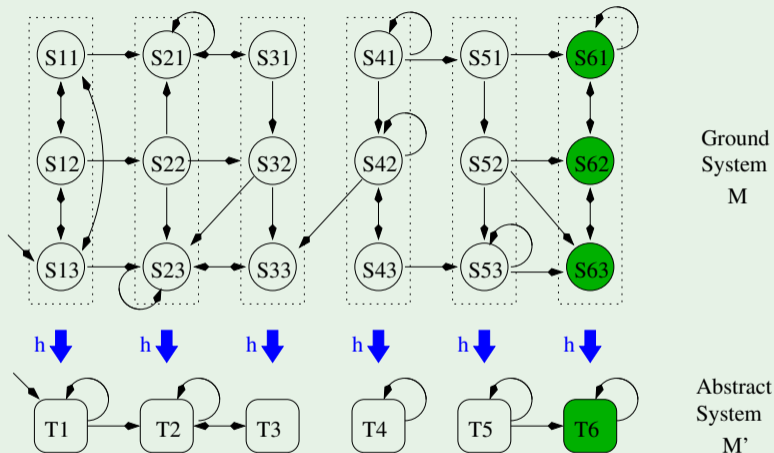 S11 S21 S31 S41 S51 S61
S12 S22 S32 S42 S52 S62
Ground
System
M
S13 S23 S33 S43 S53 S63
h h h h h h
T1 T2 T3 T4 T5 T6
Abstract
System
M'